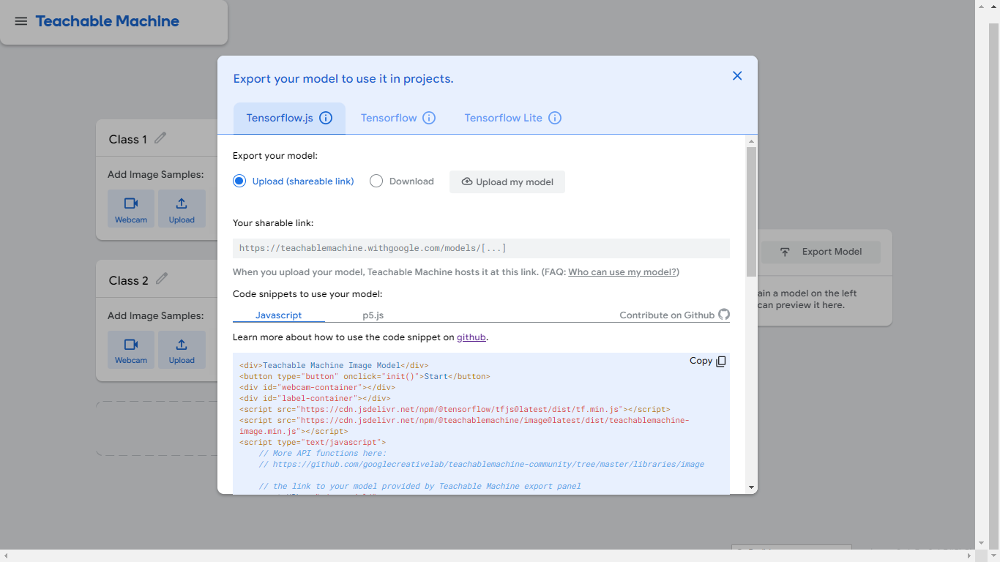 Teachable Machine
Export your model to use it in projects.
Tensorflow.js
Tensorflow
Tensorflow Lite
Class 1
Add Image Samples:
Webcam
Upload
Class 2
Add Image Samples:
Webcam
Upload
Export your model:
Upload (shareable link)
Download
Upload my model
Your sharable link:
https://teachablemachine.withgoogle.com/models/[...]
When you upload your model, Teachable Machine hosts it at this link. (FAQ: Who can use my model?)
Code snippets to use your model:
Javascript
p5.js
Contribute on Github
Learn more about how to use the code snippet on github.
Copy
<div>Teachable Machine Image Model</div>
<button type="button" onclick="init()">Start</button>
<div id="webcam-container"></div>
<div id="label-container"></div>
<script src="https://cdn.jsdelivr.net/npm/@tensorflow/tfjs@latest/dist/tf.min.js"></script>
<script src="https://cdn.jsdelivr.net/npm/@teachablemachine/image@latest/dist/teachablemachine-
image.min.js"></script>
<script type="text/javascript">
// More API functions here:
// https://github.com/googlecreativelab/teachablemachine-community/tree/master/libraries/image
// the link to your model provided by Teachable Machine export panel
Export Model
ain a model on the left
can preview it here.